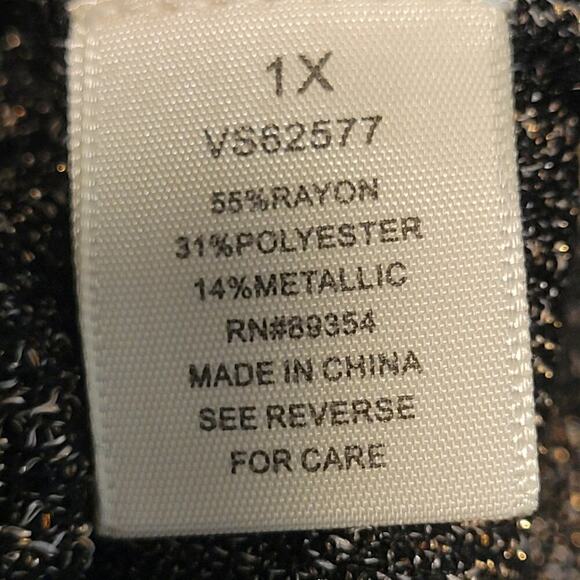 1X
VS62577
55%RAYON
31%POLYESTER
14%METALLIC
RN#89354
MADE IN CHINA
SEE REVERSE
FOR CARE